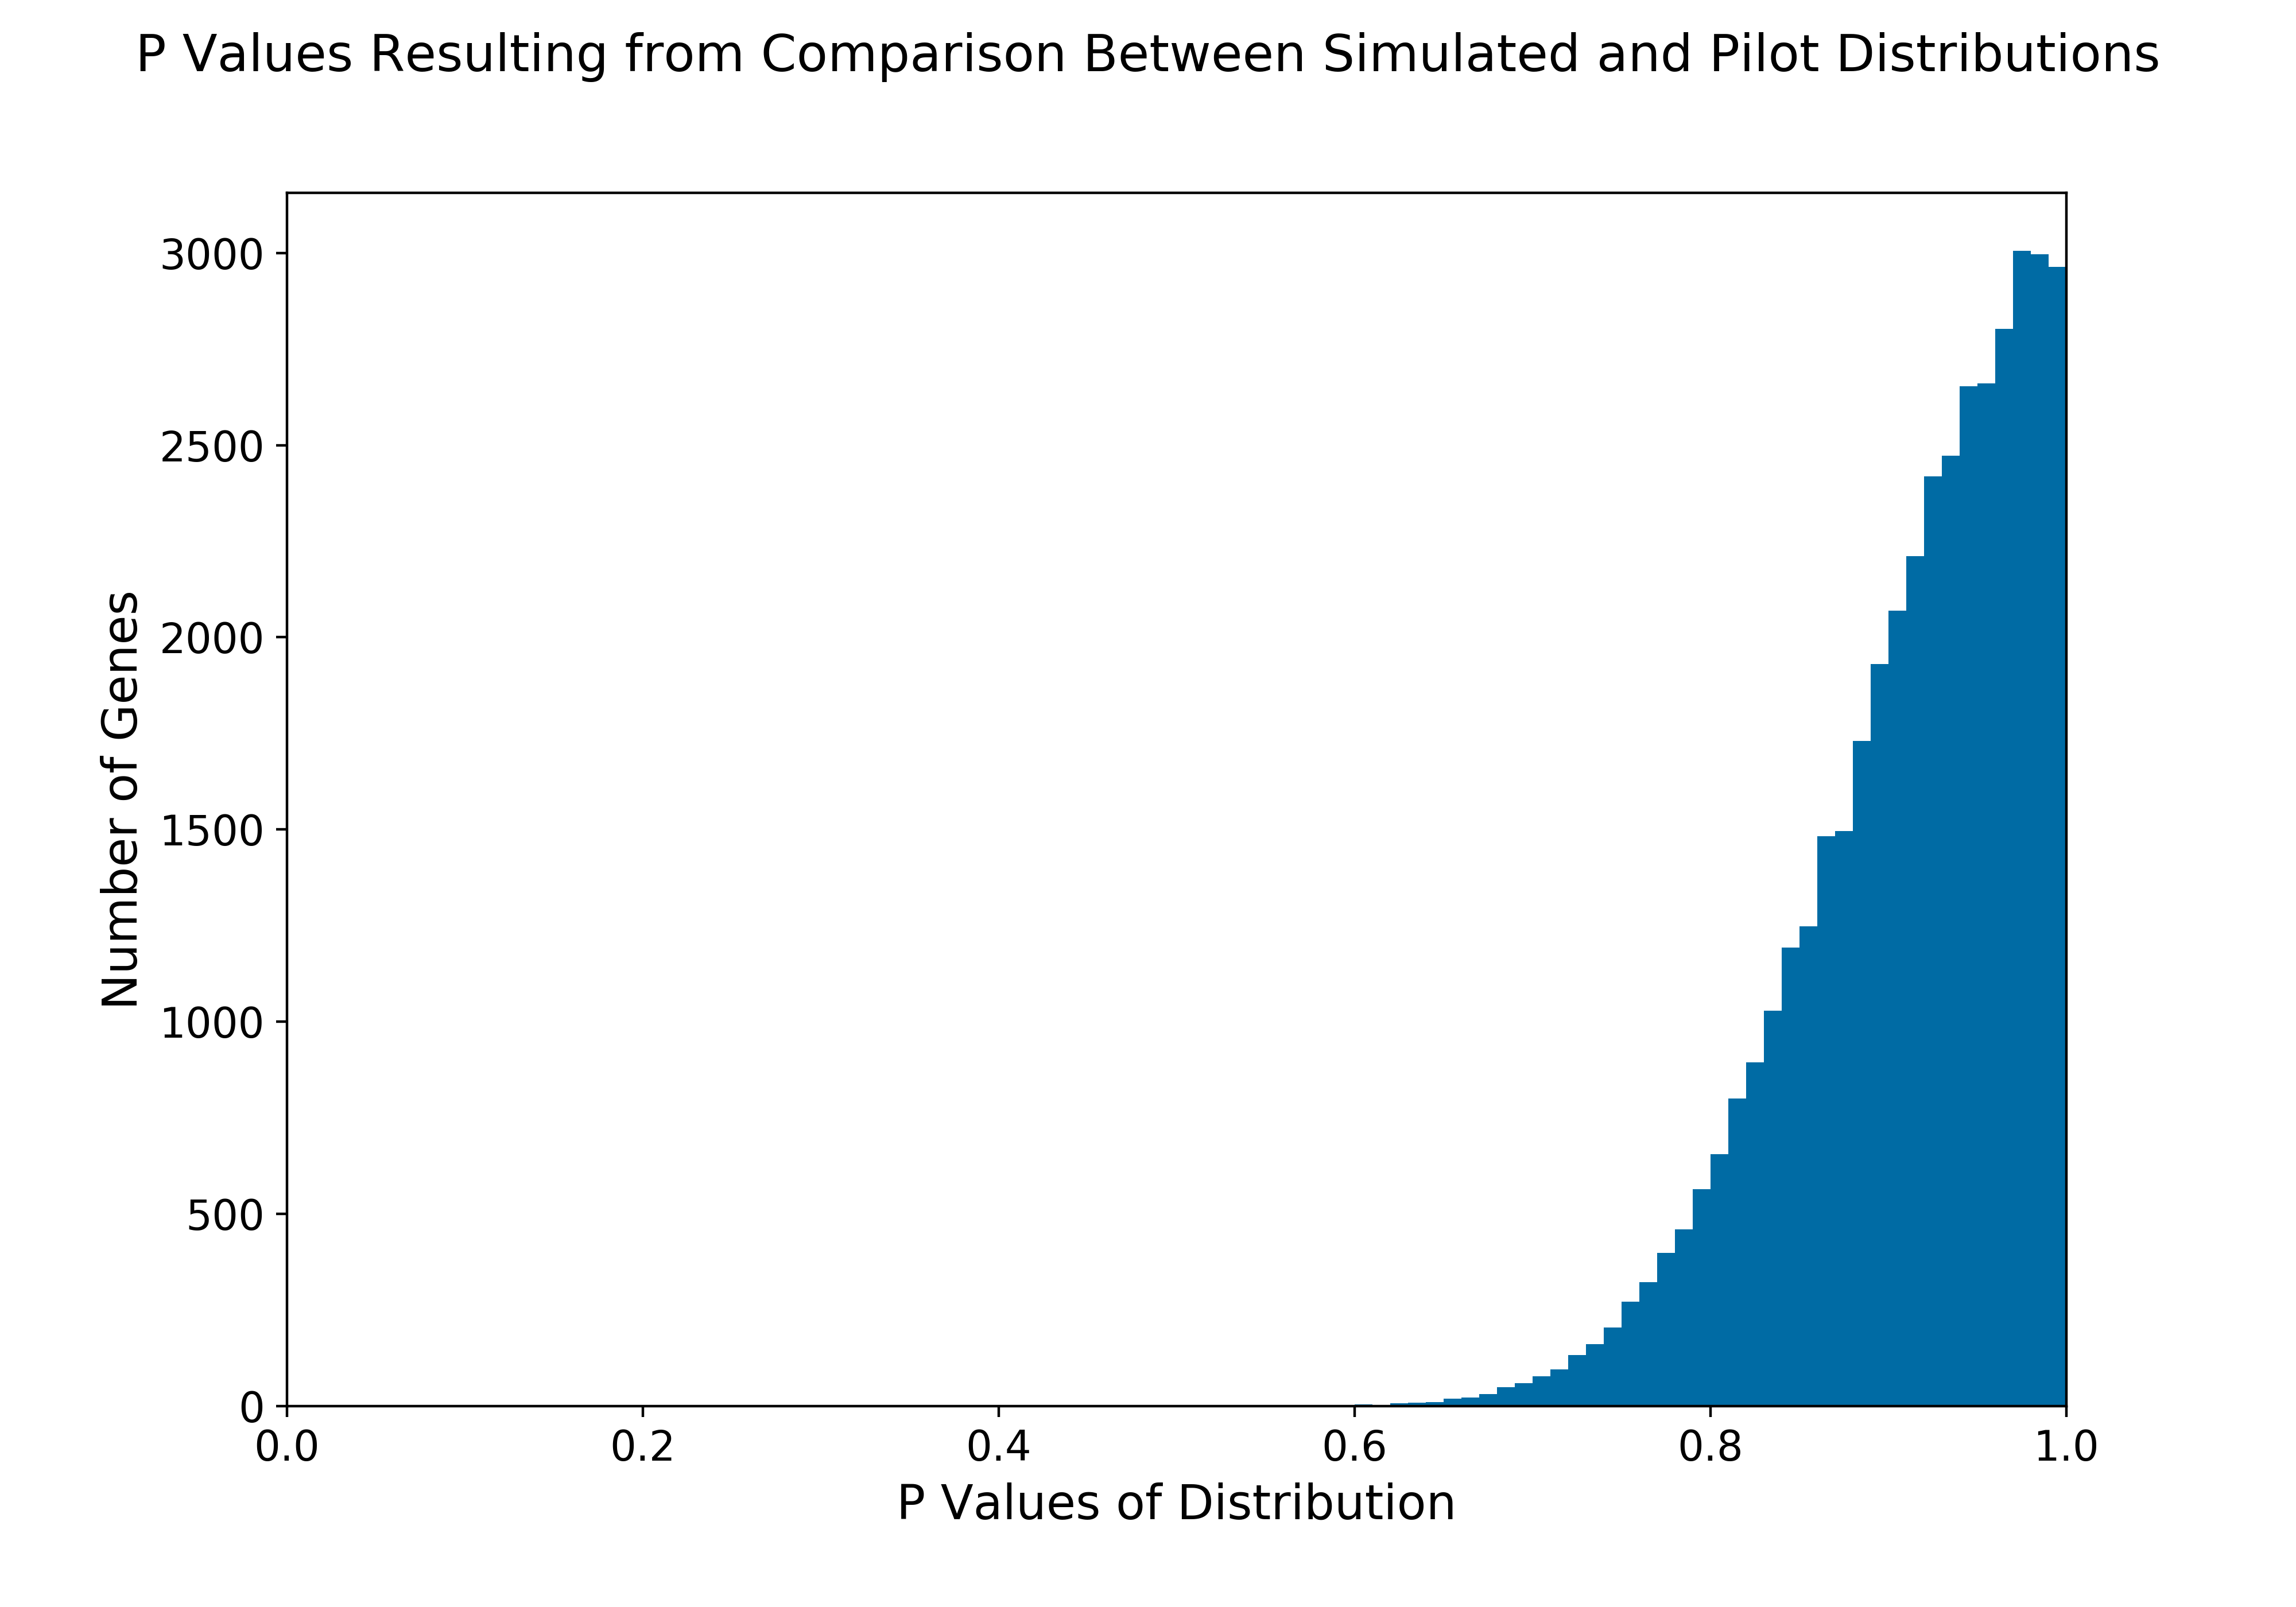 P Values Resulting from Comparison Between Simulated and Pilot Distributions
3000
2500
2000
1500
1000
500
0
Number of Genes
0.0 0.2 0.4 0.6 0.8 1.0
P Values of Distribution